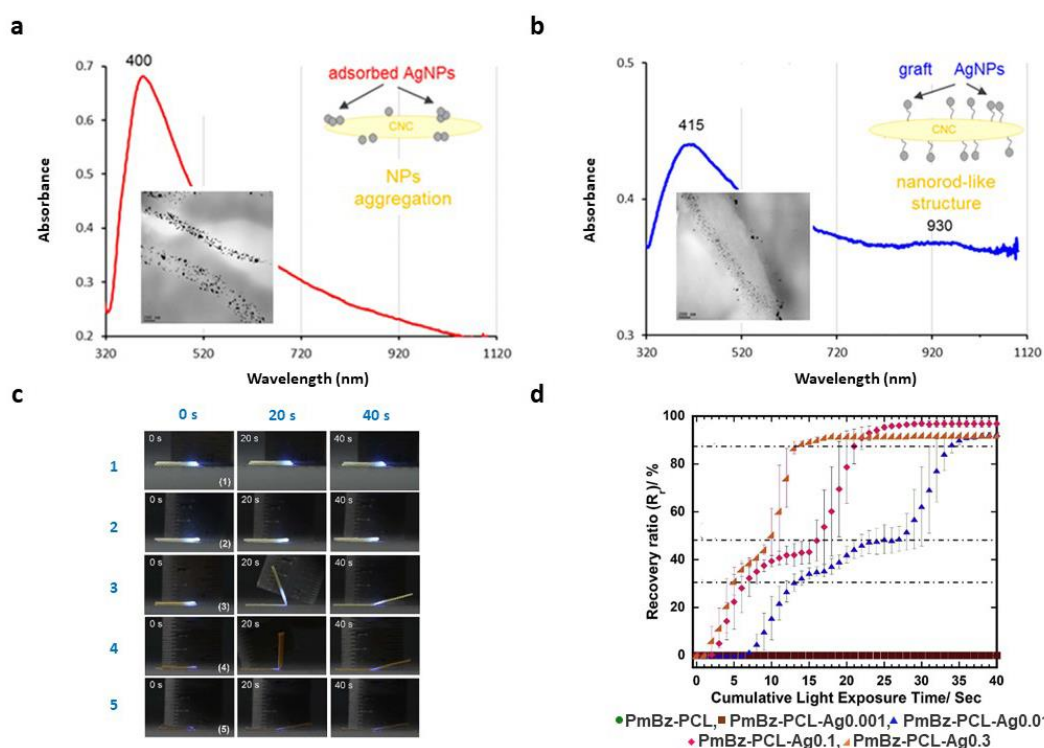 a
400
adsorbed AgNPs
CNC
NPs
aggregation
Absorbance
0.7
0.6
0.5
0.4
0.3
0.2
320 520 720 920 1120
Wavelength (nm)
b
415
graft AgNPs
CNC
nanorod-like
structure
930
Absorbance
0.5
0.4
0.3
320 520 720 920 1120
Wavelength (nm)
c
0 s 20 s 40 s
1 0 s 20 s 40 s
(1)
2 0 s 20 s 40 s
(2)
3 0 s 20 s 40 s
(3)
4 0 s 20 s 40 s
(4)
5 0 s 20 s 40 s
(5)
d
Recovery ratio (Rr)/ %
100
80
60
40
20
0
0 5 10 15 20 25 30 35 40
Cumulative Light Exposure Time/ Sec
PmBz-PCL, PmBz-PCL-Ag0.001, PmBz-PCL-Ag0.01
PmBz-PCL-Ag0.1, PmBz-PCL-Ag0.3